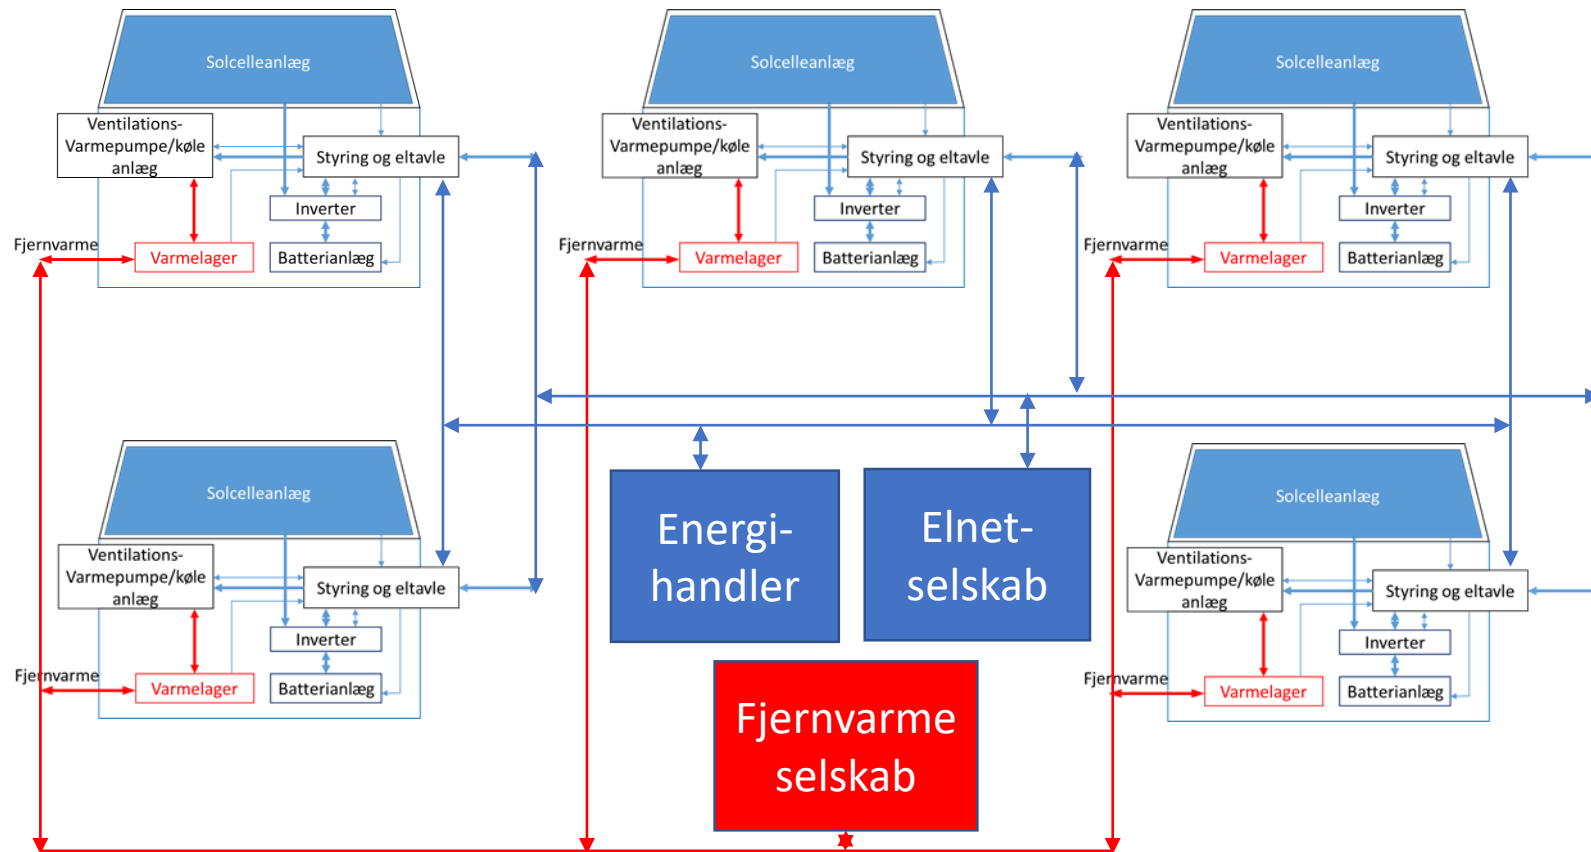 Solcelleanlæg
Ventilations-
Varmepumpe/køle
anlæg
Styring og eltavle
Inverter
Fjernvarme
Varmelager
Batterianlæg
Solcelleanlæg
Ventilations-
Varmepumpe/køle
anlæg
Styring og eltavle
Inverter
Fjernvarme
Varmelager
Batterianlæg
Solcelleanlæg
Ventilations-
Varmepumpe/køle
anlæg
Styring og eltavle
Inverter
Fjernvarme
Varmelager
Batterianlæg
Solcelleanlæg
Ventilations-
Varmepumpe/køle
anlæg
Styring og eltavle
Inverter
Fjernvarme
Varmelager
Batterianlæg
Energi-
handler
Elnet-
selskab
Fjernvarme
selskab
Solcelleanlæg
Ventilations-
Varmepumpe/køle
anlæg
Styring og eltavle
Inverter
Fjernvarme
Varmelager
Batterianlæg